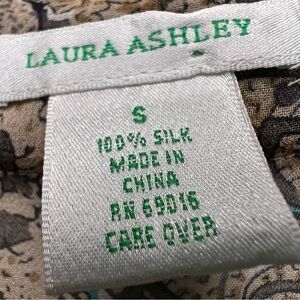 LAURA ASHLEY
S
100% SILK
MADE IN
CHINA
RN 69016
CARE OVER